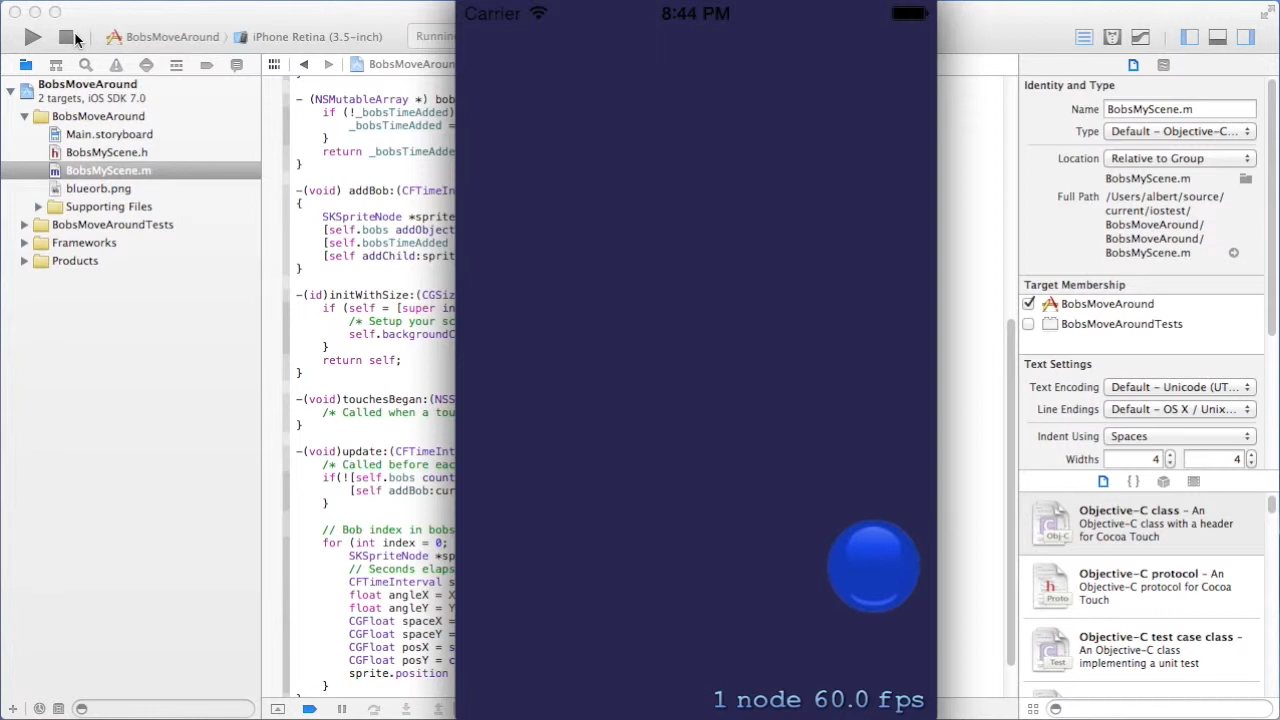 BobsMoveAround
iPhone Retina (3.5-inch)
Running
BobsMoveAround
2 targets, iOS SDK 7.0
BobsMoveAround
Main.storyboard
BobsMyScene.h
BobsMyScene.m
blueorb.png
Supporting Files
BobsMoveAroundTests
Frameworks
Products
BobsMoveAroun
- (NSMutableArray *) bob
if (!_bobsTimeAdded)
_bobsTimeAdded =
}
return _bobsTimeAdde
}
-(void) addBob:(CFTimeIn
{
SKSpriteNode *sprite
[self.bobs addObject
[self.bobsTimeAdded
[self addChild:sprit
}
-(id)initWithSize:(CGSiz
if (self = [super in
/* Setup your sc
self.backgroundC
}
return self;
}
-(void)touchesBegan:(NSS
/* Called when a tou
}
-(void)update:(CFTimeInt
/* Called before eac
if(![self.bobs count
[self addBob:cur
}
// Bob index in bobs
for (int index = 0;
SKSpriteNode *sp
// Seconds elaps
CFTimeInterval s
float angleX = X
float angleY = Y
CGFloat spaceX =
CGFloat spaceY =
CGFloat posX = s
CGFloat posY = c
sprite.position
}
}
Carrier 8:44 PM
1 node 60.0 fps
Identity and Type
Name BobsMyScene.m
Type Default - Objective-C...
Location Relative to Group
BobsMyScene.m
Full Path /Users/albert/source/
current/iostest/
BobsMoveAround/
BobsMoveAround/
BobsMyScene.m
Target Membership
BobsMoveAround
BobsMoveAroundTests
Text Settings
Text Encoding Default - Unicode (UT...
Line Endings Default - OS X / Unix...
Indent Using Spaces
Widths 4 4
Objective-C class - An
Objective-C class with a header
for Cocoa Touch
Obj-C
Objective-C protocol - An
Objective-C protocol for Cocoa
Touch
Proto
Objective-C test case class -
An Objective-C class
implementing a unit test
Test